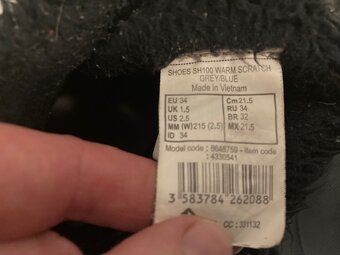 SHOES SH100 WARM SCRATCH
GREY/BLUE
Made in Vietnam
EU 34 Cm 21.5
UK 1.5 RU 34
US 2.5 BR 32
MM (W) 215 (2.5) MX 21.5
ID 34
Model code : 8648759 - Item code
: 4330541
3 583784 262088
CC : 331132